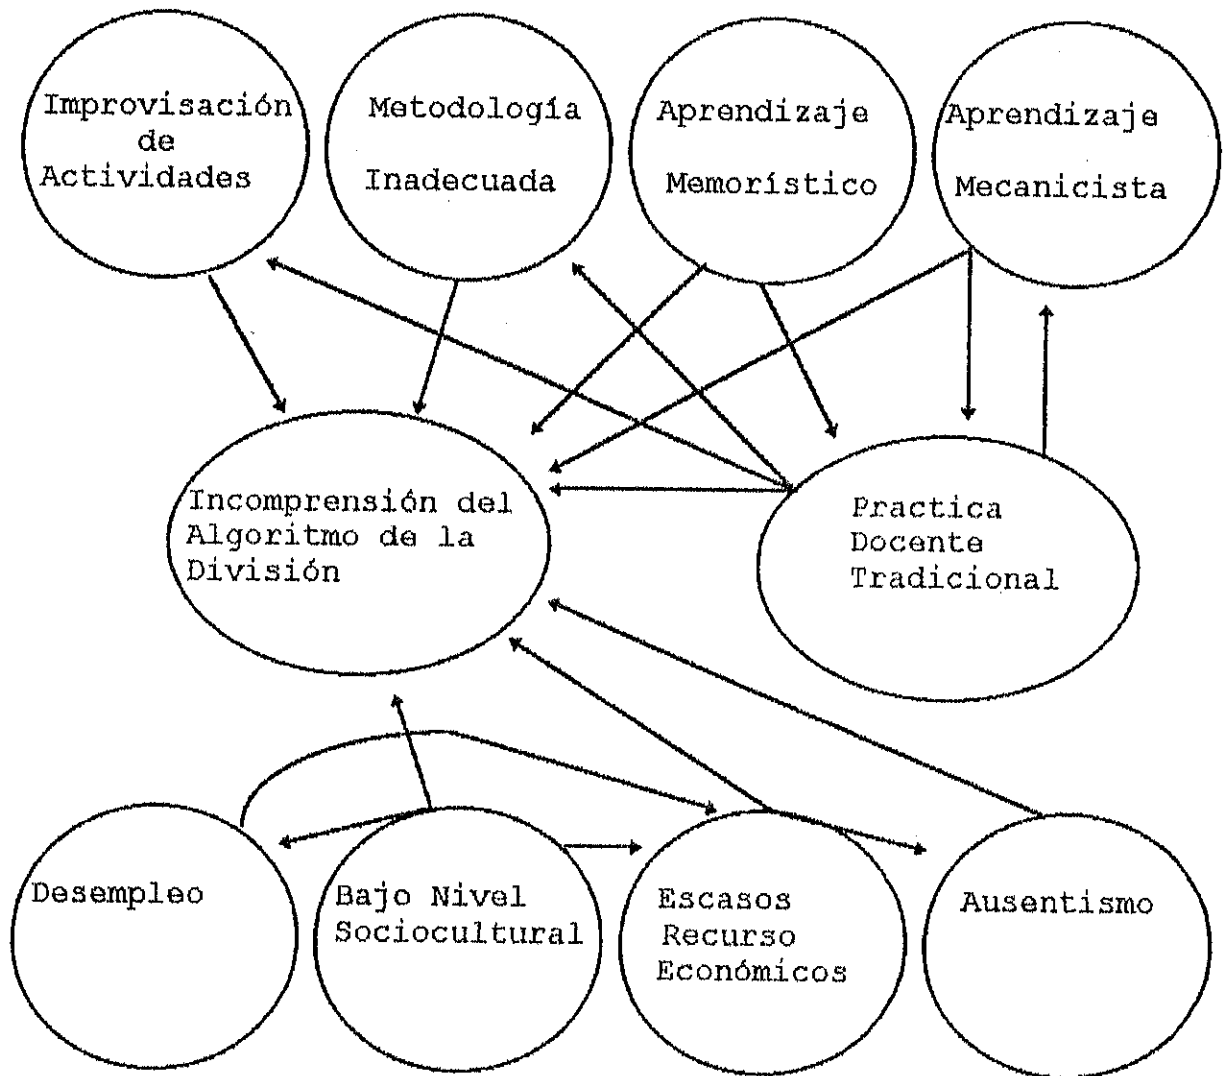 Improvisación
de
Actividades
Metodología
Inadecuada
Aprendizaje
Memorístico
Aprendizaje
Mecanicista
Incomprensión del
Algoritmo de la
División
Practica
Docente
Tradicional
Desempleo
Bajo Nivel
Sociocultural
Escasos
Recurso
Económicos
Ausentismo